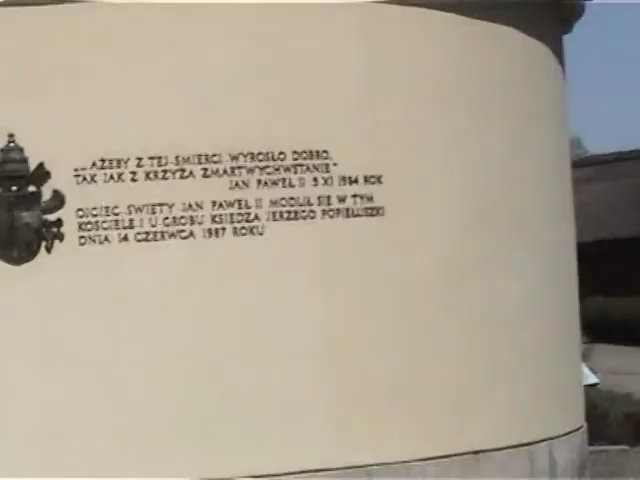 „...AŻEBY Z TEJ ŚMIERCI WYROSŁO DOBRO,
TAK JAK Z KRZYŻA ZMARTWYCHWSTANIE"
JAN PAWEŁ II 5 XI 1984 ROK
OJCIEC ŚWIĘTY JAN PAWEŁ II MODLIŁ SIĘ W TYM
KOŚCIELE I U GROBU KSIĘDZA JERZEGO POPIEŁUSZKI
DNIA 14 CZERWCA 1987 ROKU